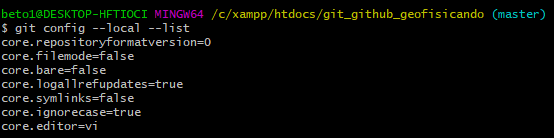 beto1@DESKTOP-HFTIOCI MINGW64 /c/xampp/htdocs/git_github_geofisicando (master)
$ git config --local --list
core.repositoryformatversion=0
core.filemode=false
core.bare=false
core.logallrefupdates=true
core.symlinks=false
core.ignorecase=true
core.editor=vi